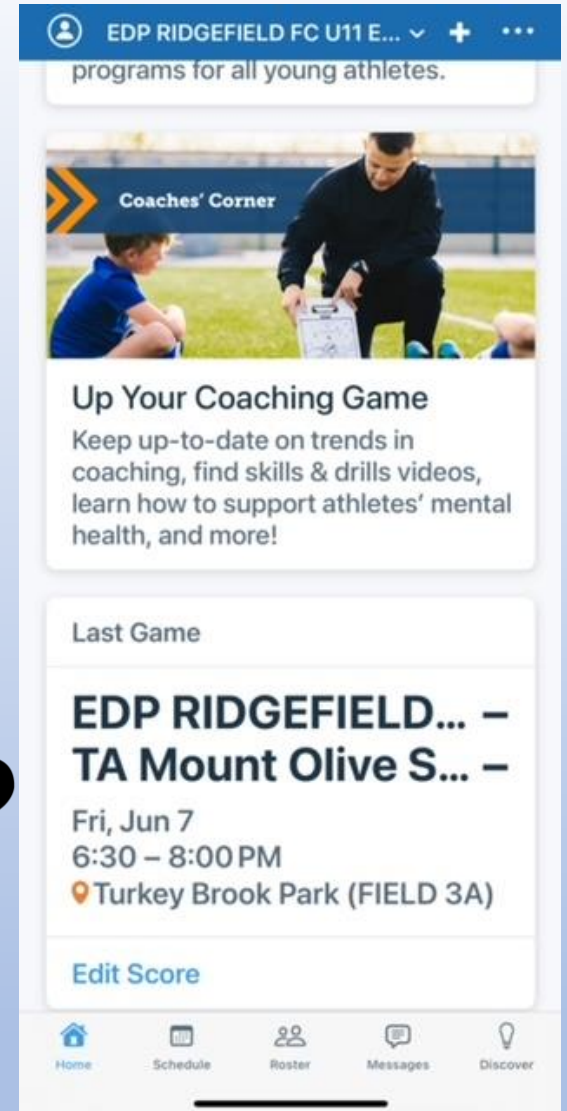 EDP RIDGEFIELD FC U11 E...
programs for all young athletes.
Coaches' Corner
Up Your Coaching Game
Keep up-to-date on trends in
coaching, find skills & drills videos,
learn how to support athletes' mental
health, and more!
Last Game
EDP RIDGEFIELD... –
TA Mount Olive S... –
Fri, Jun 7
6:30 – 8:00 PM
Turkey Brook Park (FIELD 3A)
Edit Score
Home Schedule Roster Messages Discover